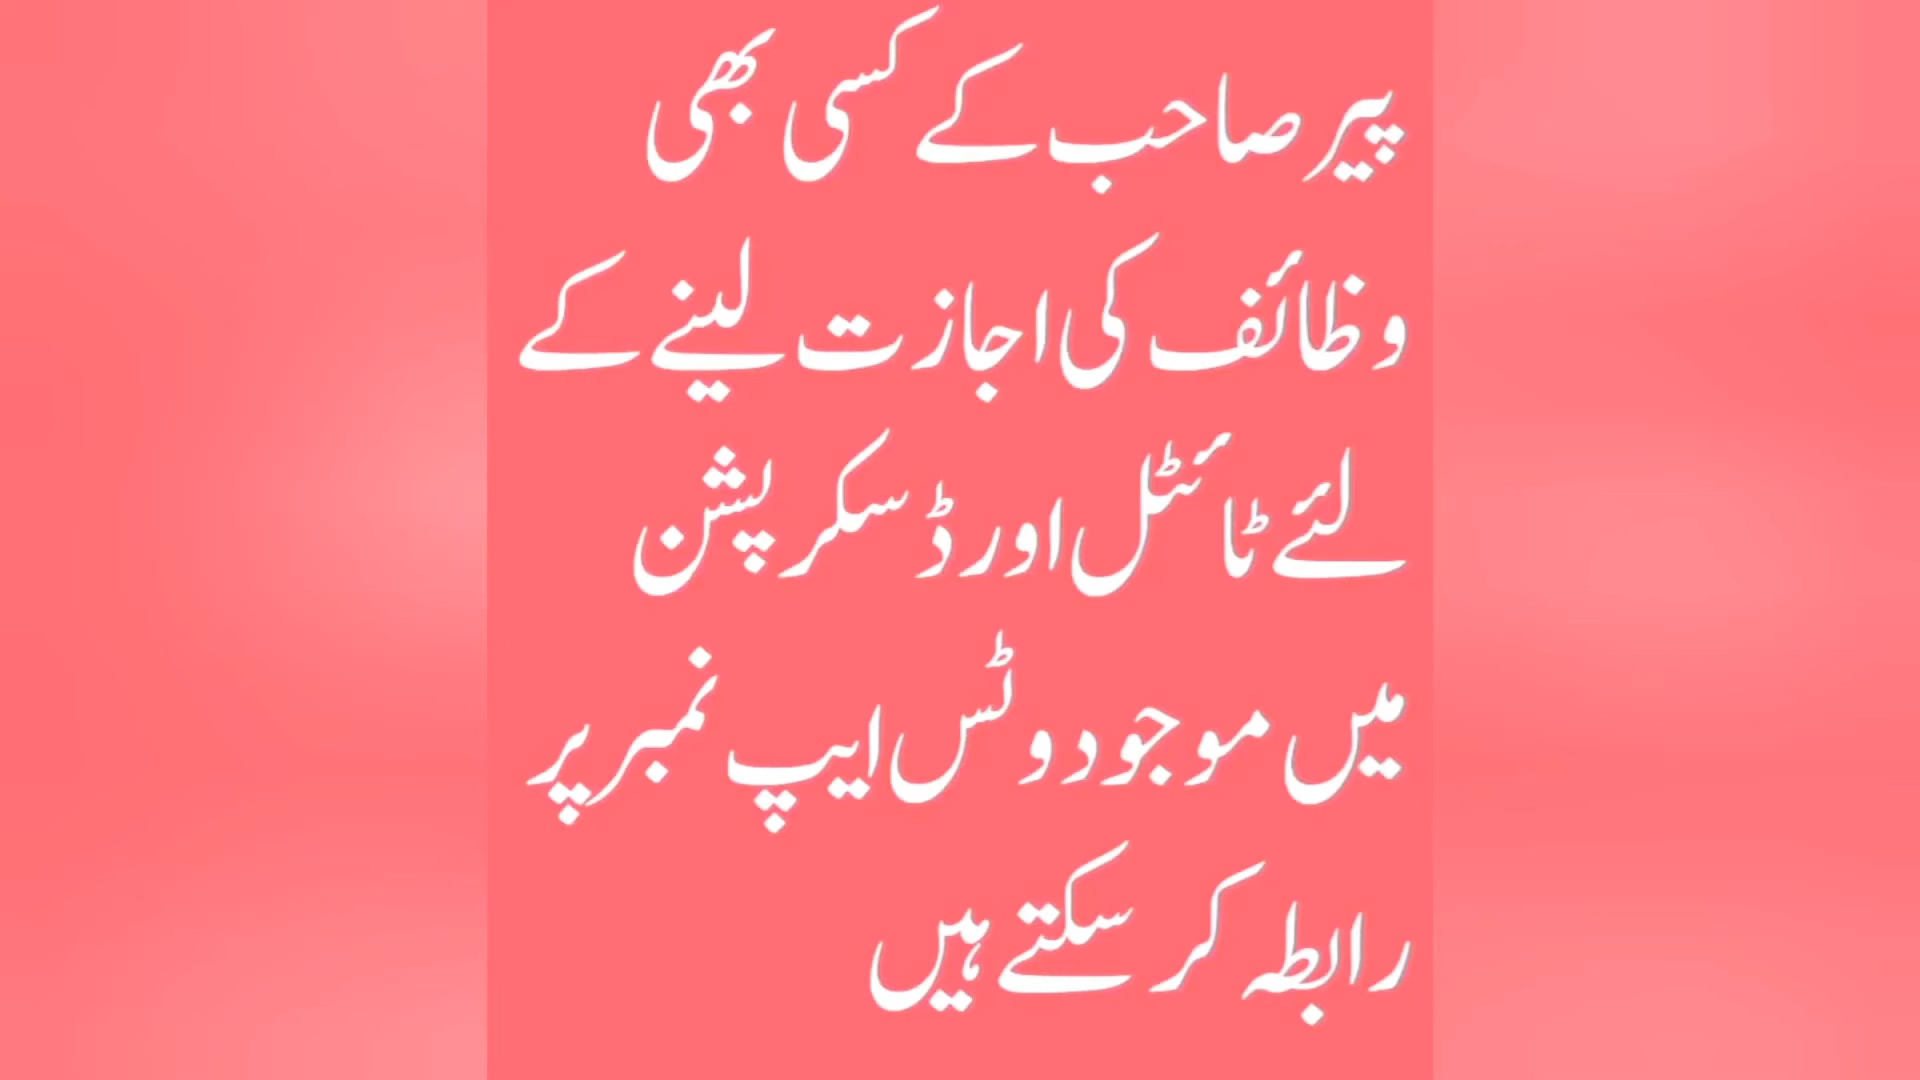 پیر صاحب کے کسی بھی
وظائف کی اجازت لینے کے
لئے ٹائٹل اور ڈسکرپشن
میں موجود وٹس ایپ نمبر پر
رابطہ کر سکتے ہیں